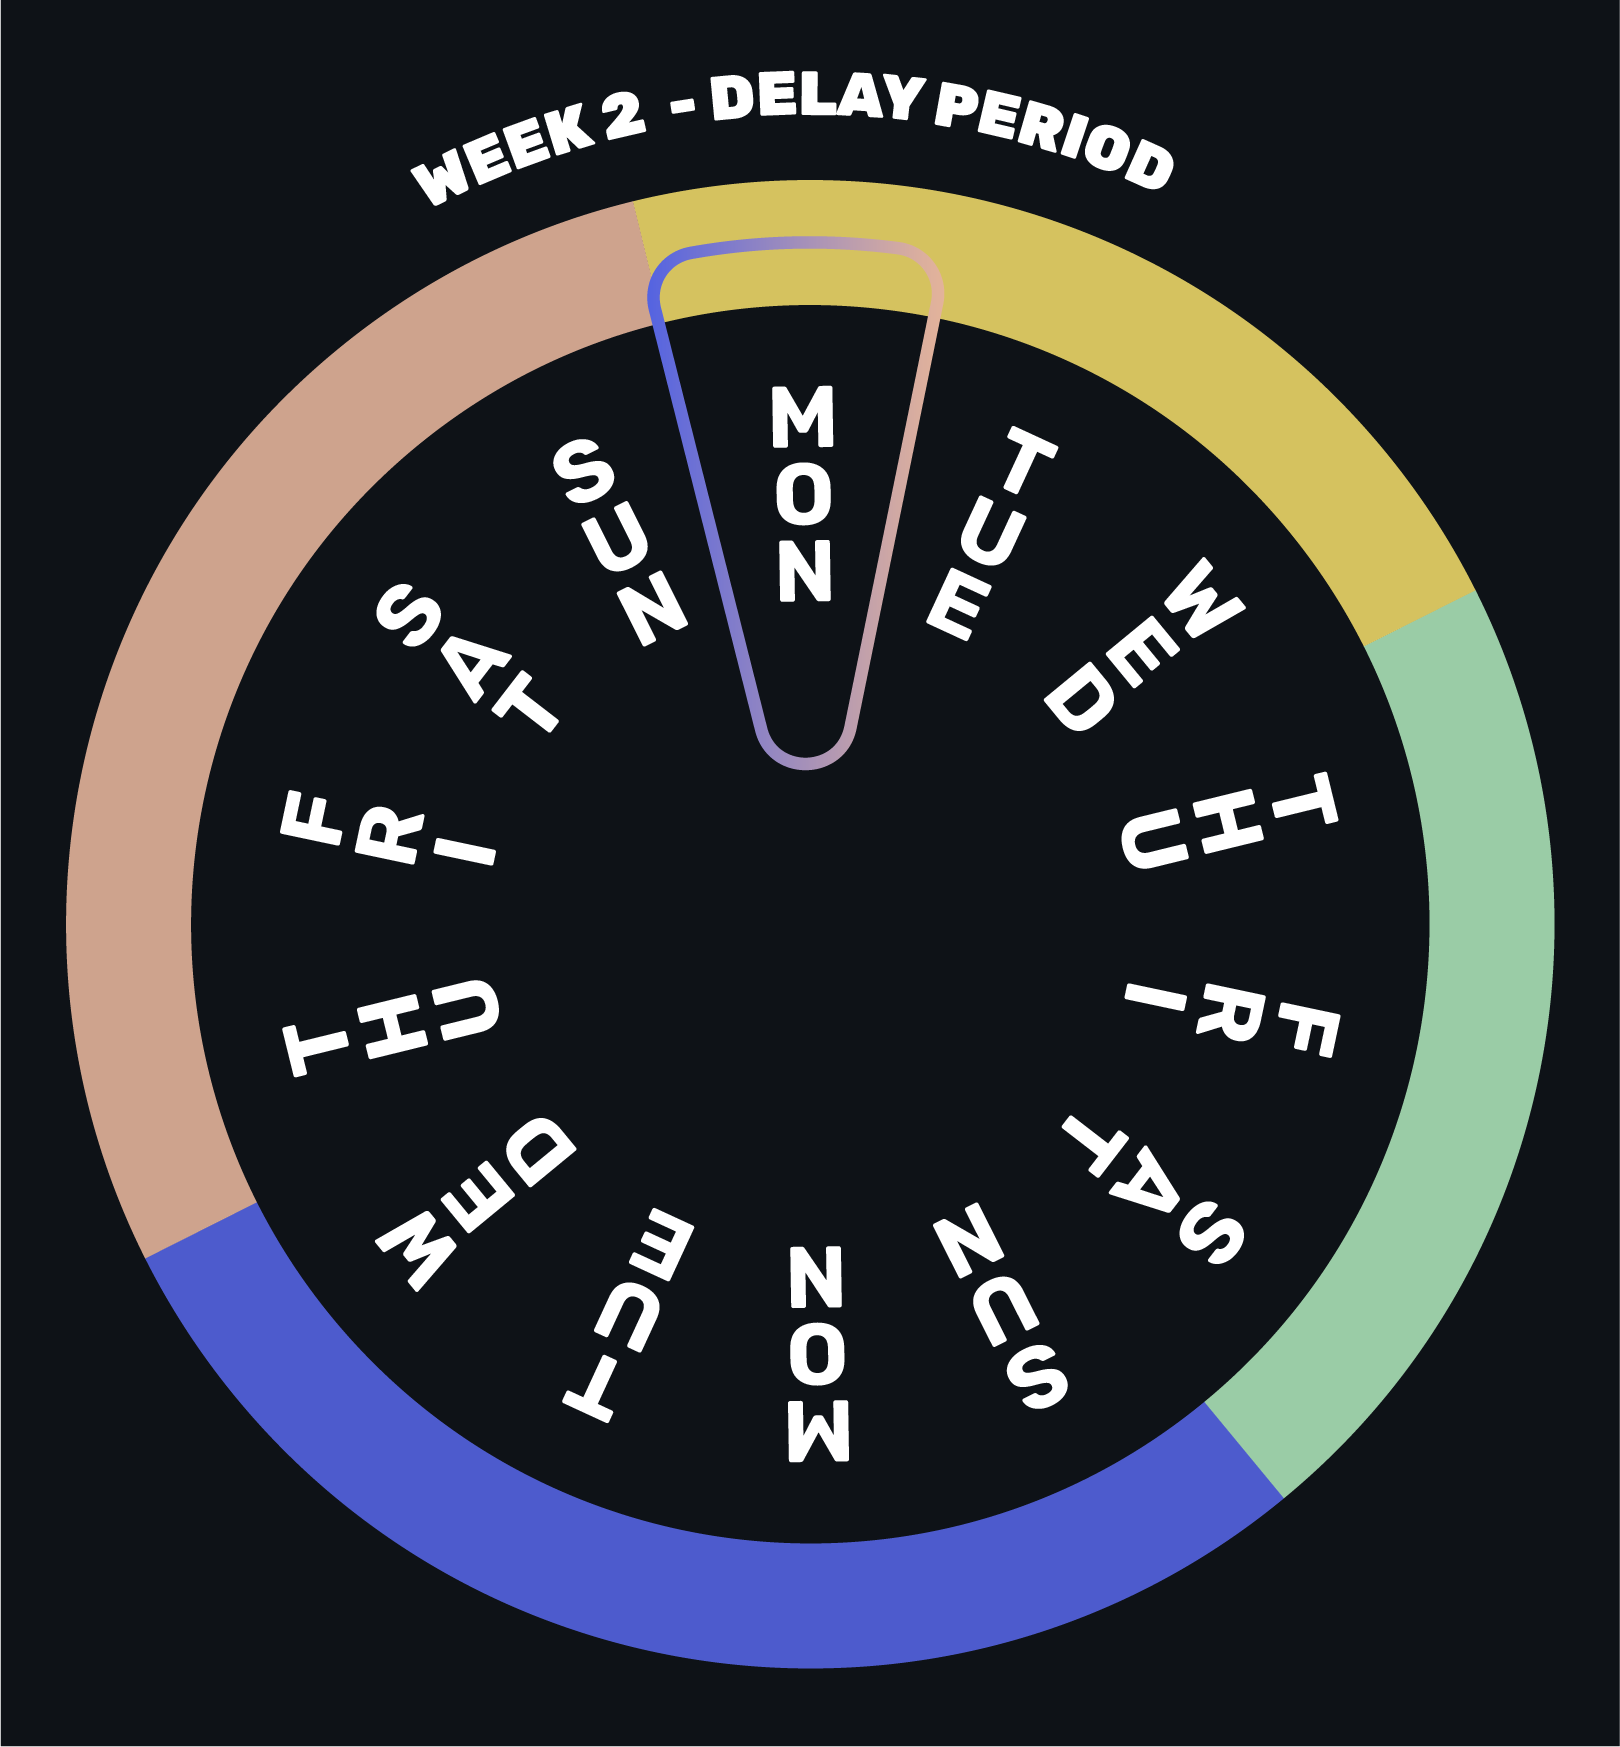 WEEK 2 - DELAY PERIOD
MON
TUE
WED
THU
FRI
SAT
SUN
MON
TUE
WED
THU
FRI
SAT
SUN